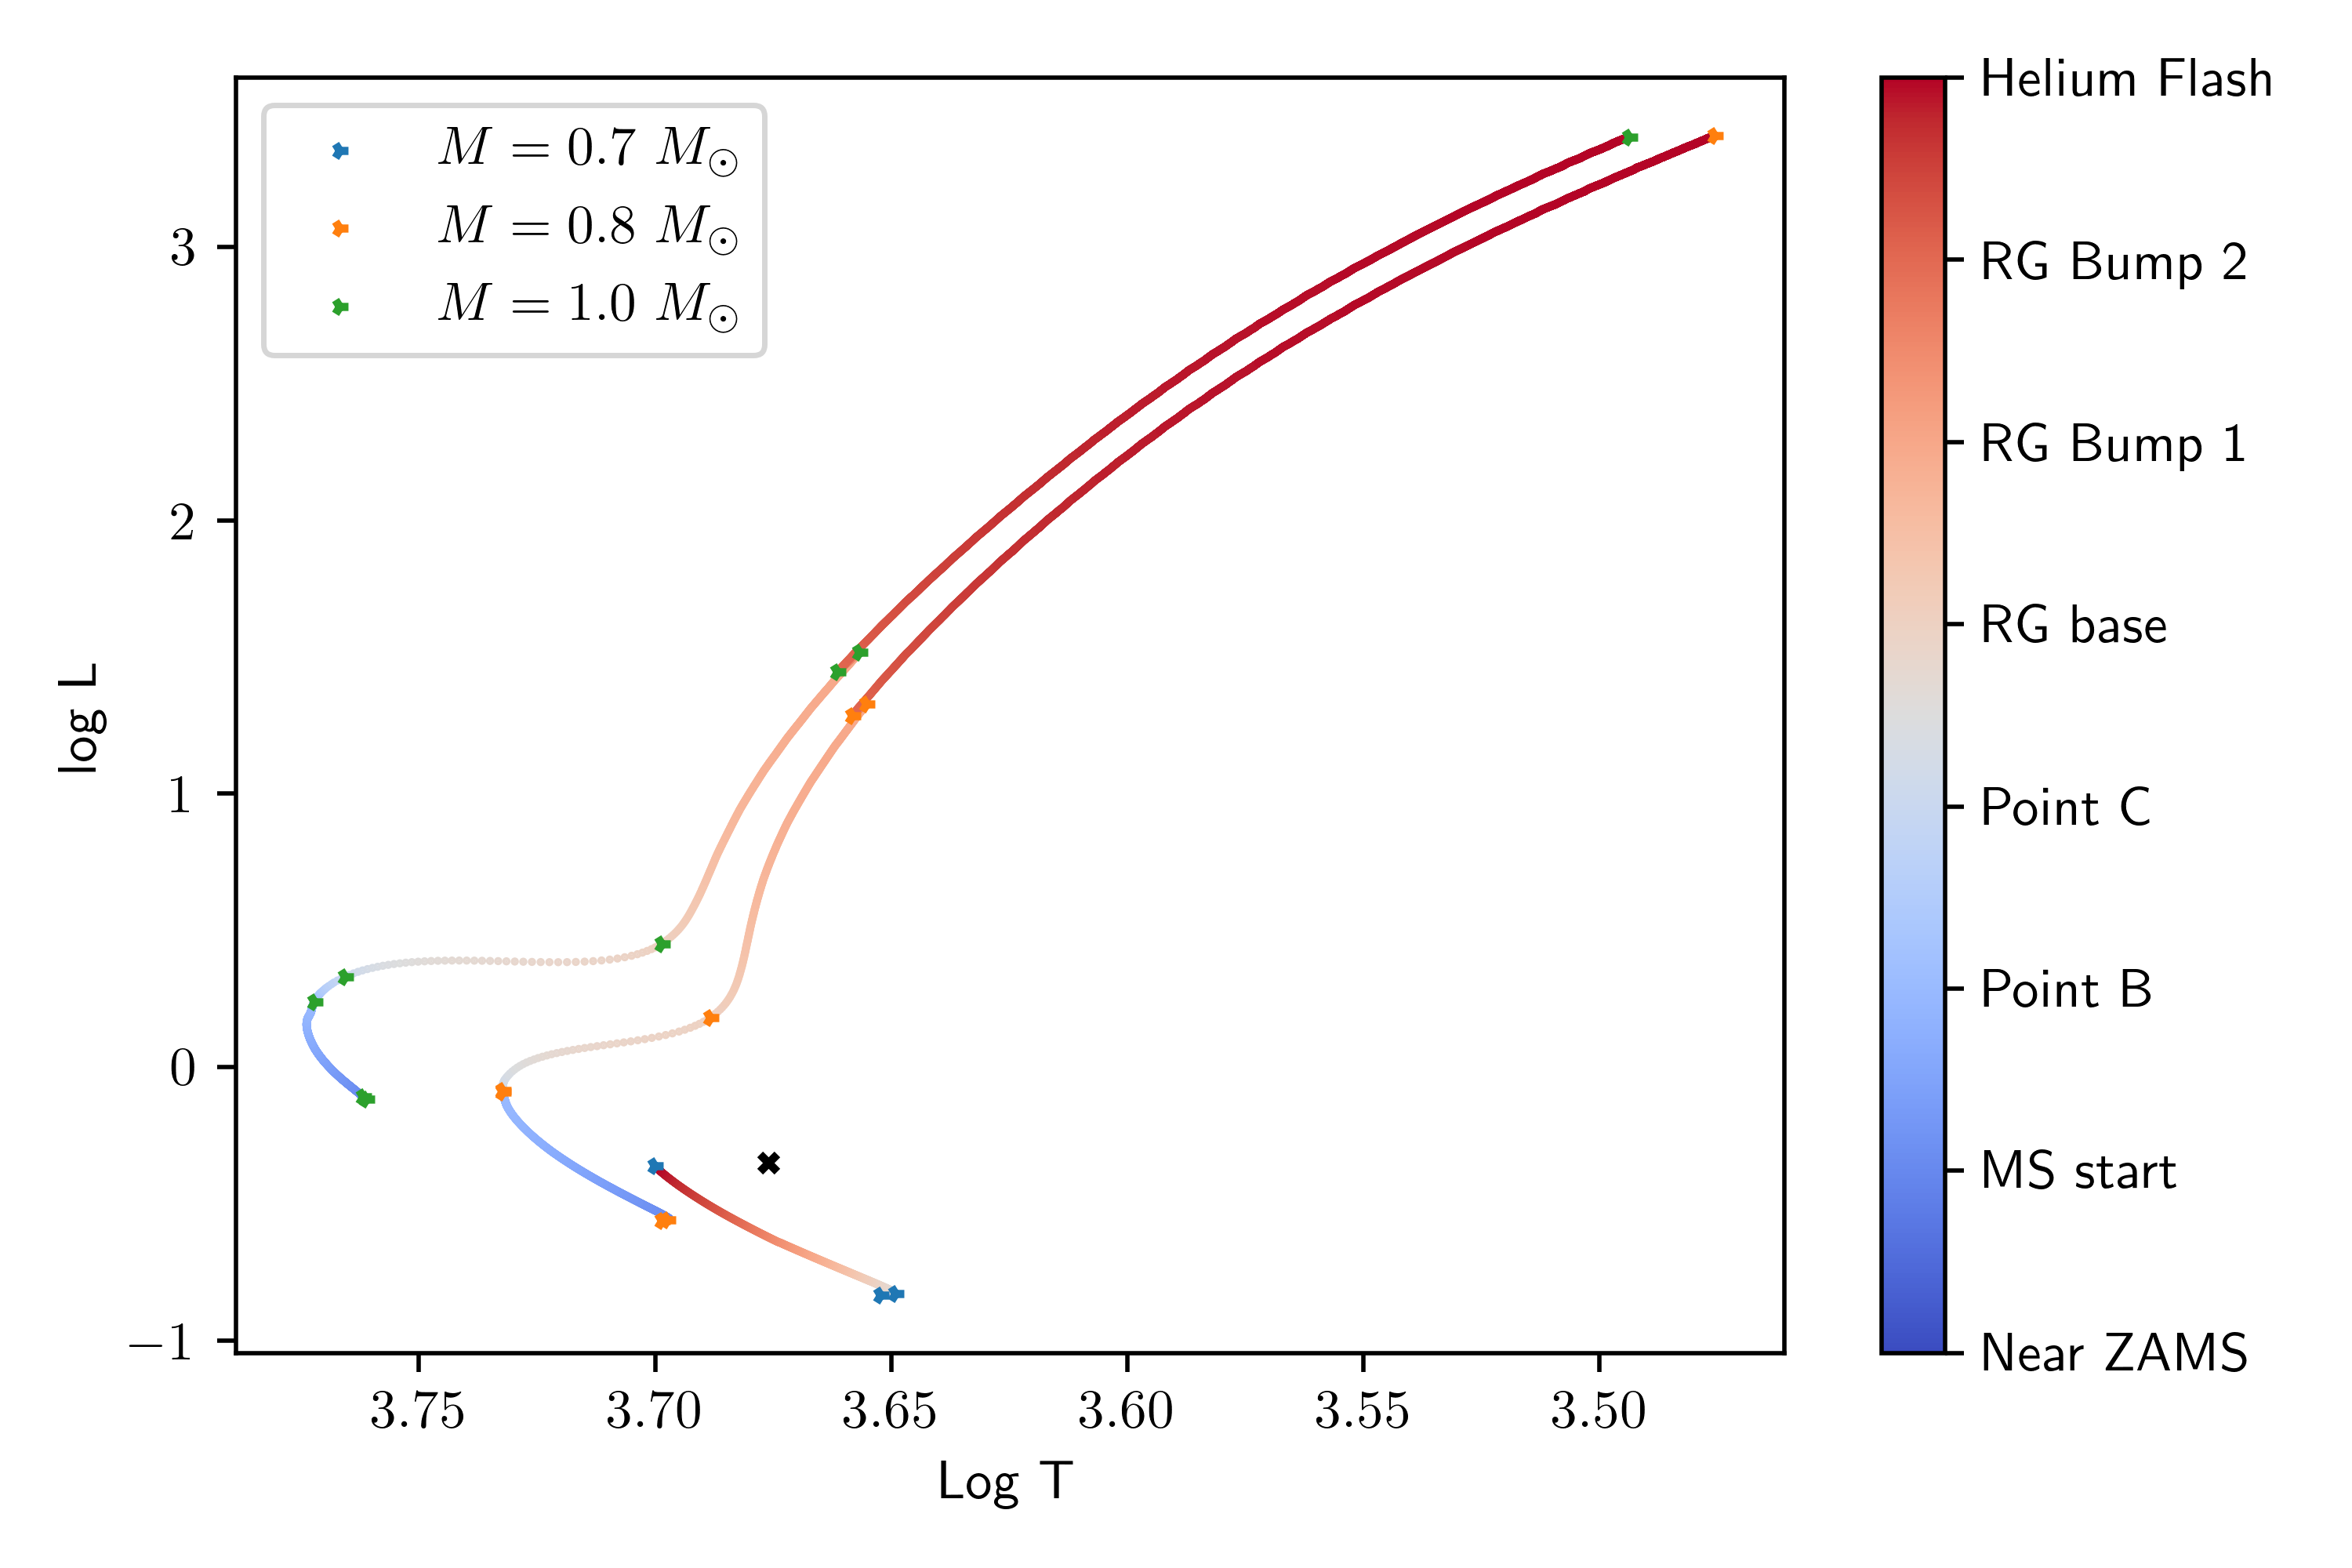 M = 0.7 M⊙
M = 0.8 M⊙
M = 1.0 M⊙
3
2
1
0
−1
log L
3.75 3.70 3.65 3.60 3.55 3.50
Log T
Helium Flash
RG Bump 2
RG Bump 1
RG base
Point C
Point B
MS start
Near ZAMS